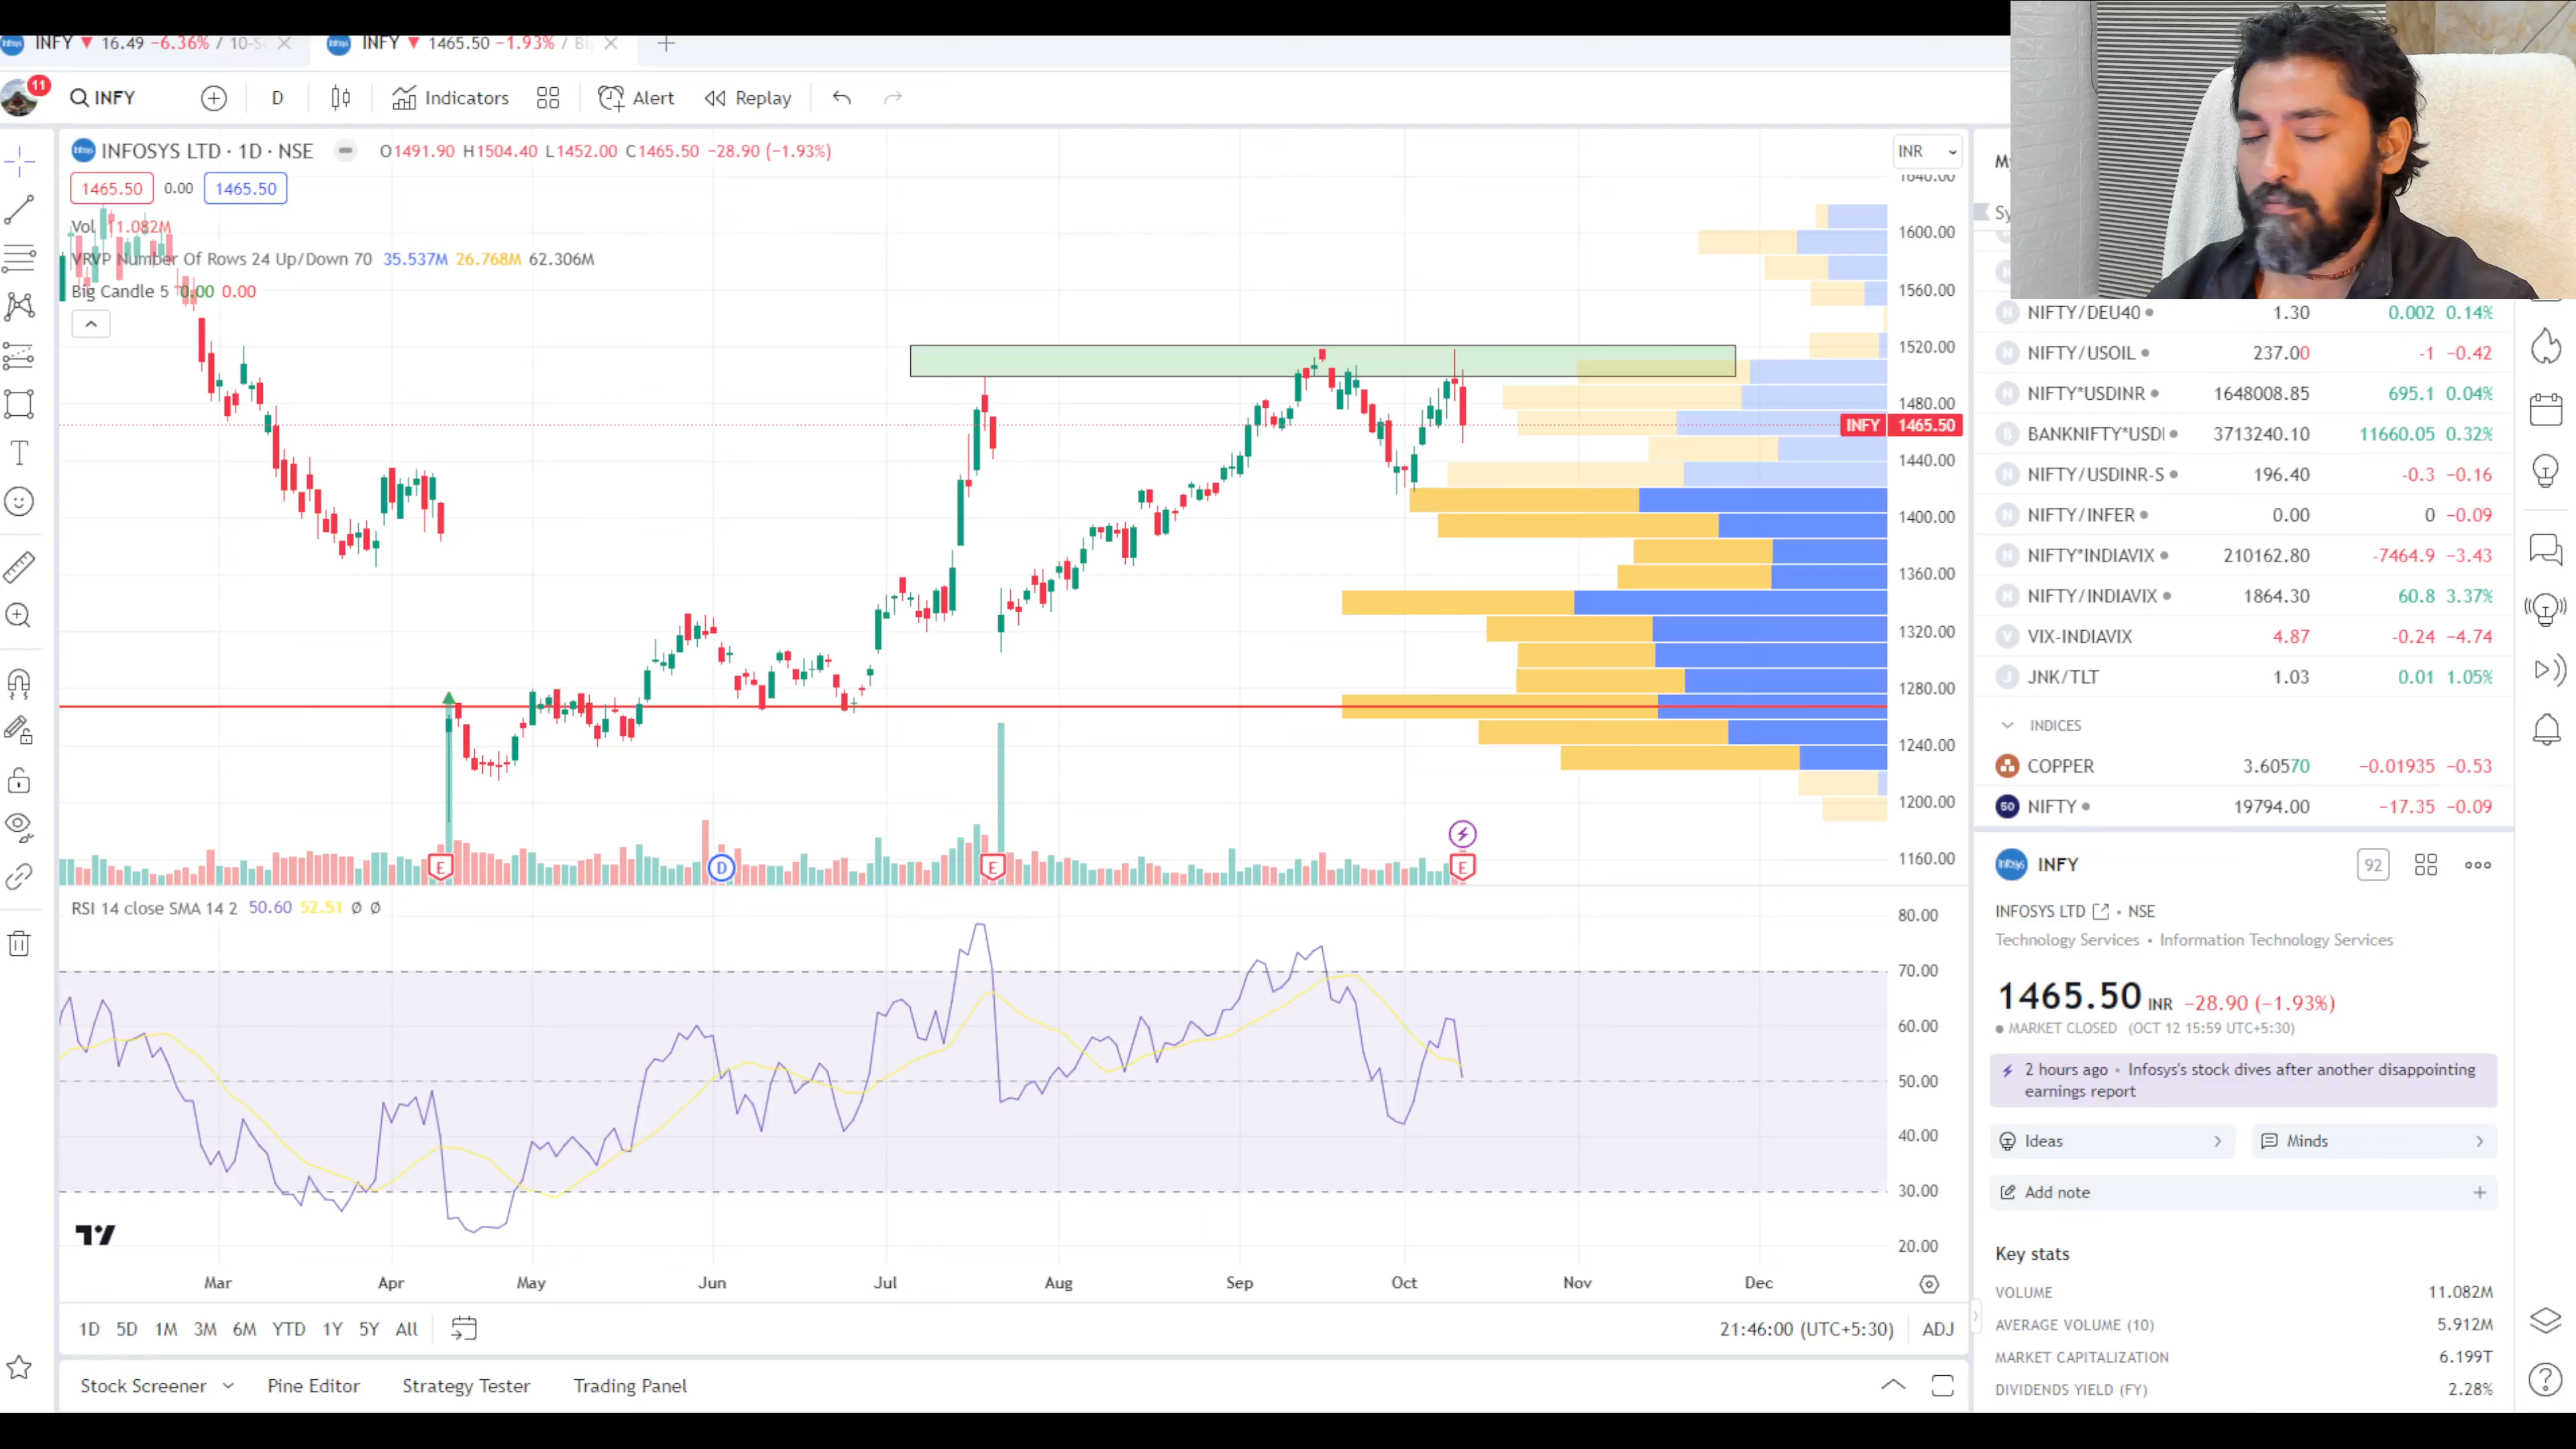 INFY 16.49 −6.36% / 10-S
INFY 1465.50 −1.93% / Bi
11
INFY
D
Indicators
Alert
Replay
INFOSYS LTD · 1D · NSE
O1491.90 H1504.40 L1452.00 C1465.50 −28.90 (−1.93%)
1465.50 0.00 1465.50
Vol 11.082M
VRVP Number Of Rows 24 Up/Down 70 35.537M 26.768M 62.306M
Big Candle 5 0.00 0.00
INR
1640.00
1600.00
1560.00
1520.00
1480.00
INFY 1465.50
1440.00
1400.00
1360.00
1320.00
1280.00
1240.00
1200.00
1160.00
E
D
E
E
RSI 14 close SMA 14 2 50.60 52.51 Ø Ø
80.00
70.00
60.00
50.00
40.00
30.00
20.00
Mar Apr May Jun Jul Aug Sep Oct Nov Dec
1D 5D 1M 3M 6M YTD 1Y 5Y All
21:46:00 (UTC+5:30) ADJ
Stock Screener Pine Editor Strategy Tester Trading Panel
My
Sy
N NIFTY/DEU40 1.30 0.002 0.14%
N NIFTY/USOIL 237.00 −1 −0.42
N NIFTY*USDINR 1648008.85 695.1 0.04%
B BANKNIFTY*USDI 3713240.10 11660.05 0.32%
N NIFTY/USDINR-S 196.40 −0.3 −0.16
N NIFTY/INFER 0.00 0 −0.09
N NIFTY*INDIAVIX 210162.80 −7464.9 −3.43
N NIFTY/INDIAVIX 1864.30 60.8 3.37%
V VIX-INDIAVIX 4.87 −0.24 −4.74
J JNK/TLT 1.03 0.01 1.05%
INDICES
COPPER 3.60570 −0.01935 −0.53
50 NIFTY 19794.00 −17.35 −0.09
Infosys INFY 92
INFOSYS LTD • NSE
Technology Services • Information Technology Services
1465.50 INR −28.90 (−1.93%)
MARKET CLOSED (OCT 12 15:59 UTC+5:30)
2 hours ago • Infosys's stock dives after another disappointing
earnings report
Ideas
Minds
Add note
Key stats
VOLUME 11.082M
AVERAGE VOLUME (10) 5.912M
MARKET CAPITALIZATION 6.199T
DIVIDENDS YIELD (FY) 2.28%